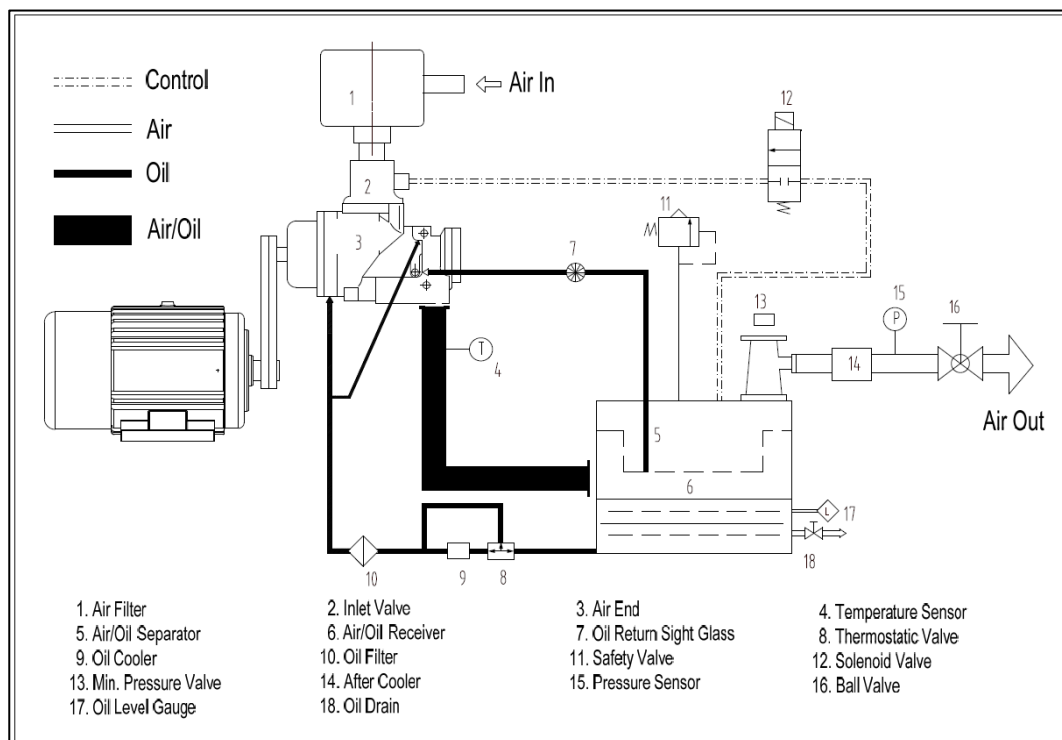 Control
Air
Oil
Air/Oil
1
Air In
2
3
T
4
5
6
7
8
9
10
11
12
13
14
15
P
16
Air Out
L
17
18
1. Air Filter
2. Inlet Valve
3. Air End
4. Temperature Sensor
5. Air/Oil Separator
6. Air/Oil Receiver
7. Oil Return Sight Glass
8. Thermostatic Valve
9. Oil Cooler
10. Oil Filter
11. Safety Valve
12. Solenoid Valve
13. Min. Pressure Valve
14. After Cooler
15. Pressure Sensor
16. Ball Valve
17. Oil Level Gauge
18. Oil Drain